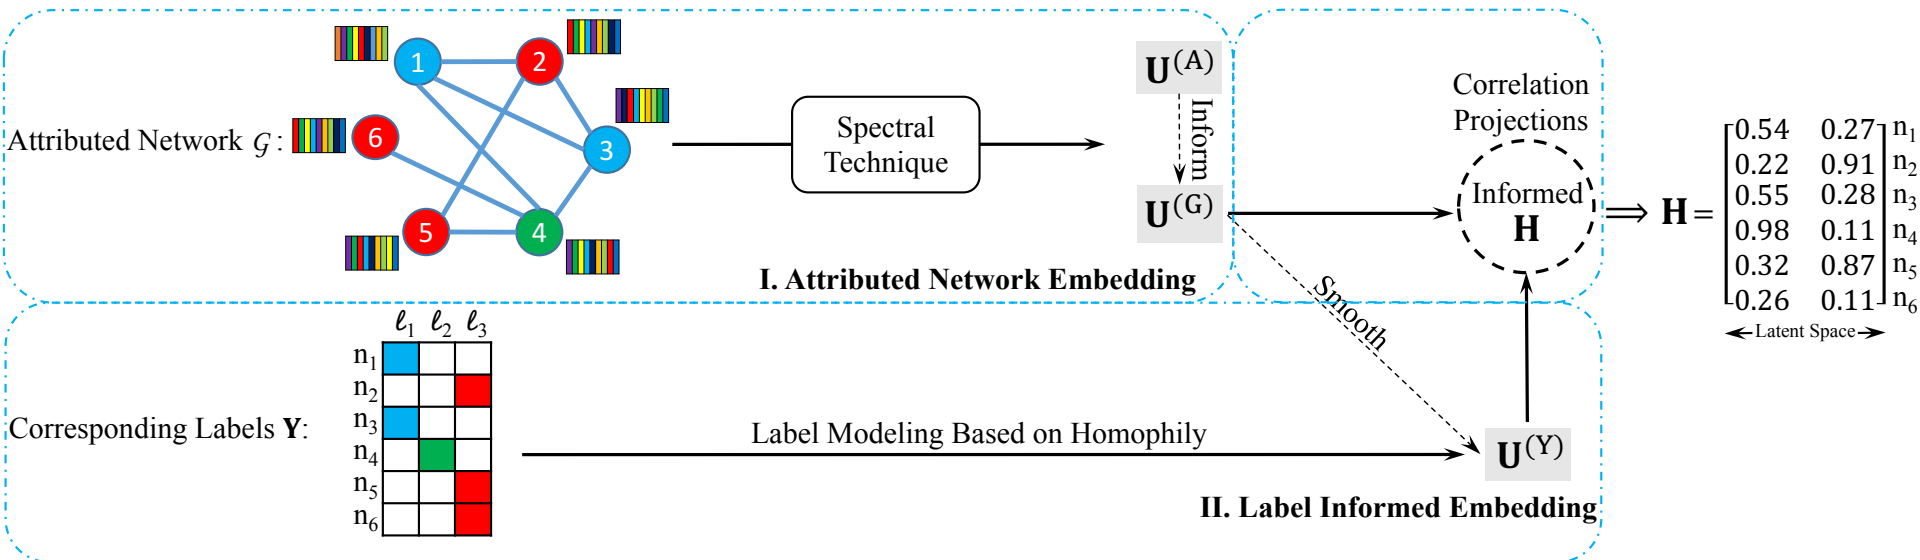 Attributed Network 𝒢:
1
2
3
4
5
6
Spectral
Technique
U^(A)
Inform
U^(G)
I. Attributed Network Embedding
Correlation
Projections
Informed
H
⇒ H =
0.54 0.27 n₁
0.22 0.91 n₂
0.55 0.28 n₃
0.98 0.11 n₄
0.32 0.87 n₅
0.26 0.11 n₆
Latent Space
Smooth
Corresponding Labels Y:
ℓ₁ ℓ₂ ℓ₃
n₁
n₂
n₃
n₄
n₅
n₆
Label Modeling Based on Homophily
U^(Y)
II. Label Informed Embedding